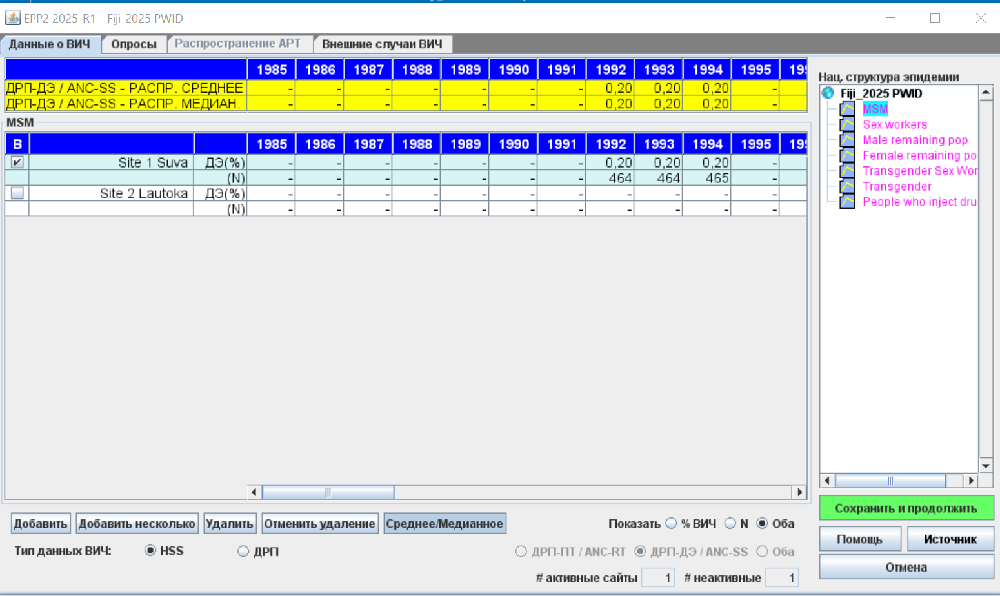 EPP2 2025_R1 - Fiji_2025 PWID
Данные о ВИЧ Опросы Распространение АРТ Внешние случаи ВИЧ
1985 1986 1987 1988 1989 1990 1991 1992 1993 1994 1995 199
ДРП-ДЭ / ANC-SS - РАСПР. СРЕДНЕЕ - - - - - - - 0,20 0,20 0,20 -
ДРП-ДЭ / ANC-SS - РАСПР. МЕДИАН. - - - - - - - 0,20 0,20 0,20 -
MSM
В 1985 1986 1987 1988 1989 1990 1991 1992 1993 1994 1995 199
Site 1 Suva ДЭ(%) - - - - - - - 0,20 0,20 0,20 -
(N) - - - - - - - 464 464 465 -
Site 2 Lautoka ДЭ(%) - - - - - - - - - - -
(N) - - - - - - - - - - -
Нац. структура эпидемии
Fiji_2025 PWID
MSM
Sex workers
Male remaining pop
Female remaining po
Transgender Sex Wor
Transgender
People who inject dru
Добавить Добавить несколько Удалить Отменить удаление Среднее/Медианное
Показать % ВИЧ N Оба
Тип данных ВИЧ: HSS ДРП
ДРП-ПТ / ANC-RT ДРП-ДЭ / ANC-SS Оба
# активные сайты 1 # неактивные 1
Сохранить и продолжить
Помощь Источник
Отмена